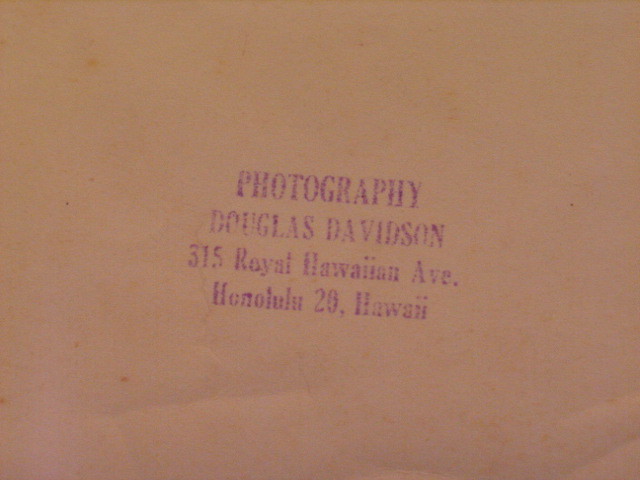 PHOTOGRAPHY
DOUGLAS DAVIDSON
315 Royal Hawaiian Ave.
Honolulu 20, Hawaii